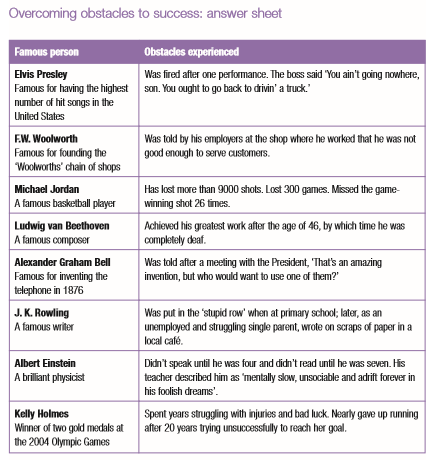 Overcoming obstacles to success: answer sheet
Famous person
Obstacles experienced
Elvis Presley
Famous for having the highest
number of hit songs in the
United States
Was fired after one performance. The boss said ‘You ain’t going nowhere,
son. You ought to go back to drivin’ a truck.’
F.W. Woolworth
Famous for founding the
‘Woolworths’ chain of shops
Was told by his employers at the shop where he worked that he was not
good enough to serve customers.
Michael Jordan
A famous basketball player
Has lost more than 9000 shots. Lost 300 games. Missed the game-
winning shot 26 times.
Ludwig van Beethoven
A famous composer
Achieved his greatest work after the age of 46, by which time he was
completely deaf.
Alexander Graham Bell
Famous for inventing the
telephone in 1876
Was told after a meeting with the President, ‘That’s an amazing
invention, but who would want to use one of them?’
J. K. Rowling
A famous writer
Was put in the ‘stupid row’ when at primary school; later, as an
unemployed and struggling single parent, wrote on scraps of paper in a
local café.
Albert Einstein
A brilliant physicist
Didn’t speak until he was four and didn’t read until he was seven. His
teacher described him as ‘mentally slow, unsociable and adrift forever in
his foolish dreams’.
Kelly Holmes
Winner of two gold medals at
the 2004 Olympic Games
Spent years struggling with injuries and bad luck. Nearly gave up running
after 20 years trying unsuccessfully to reach her goal.